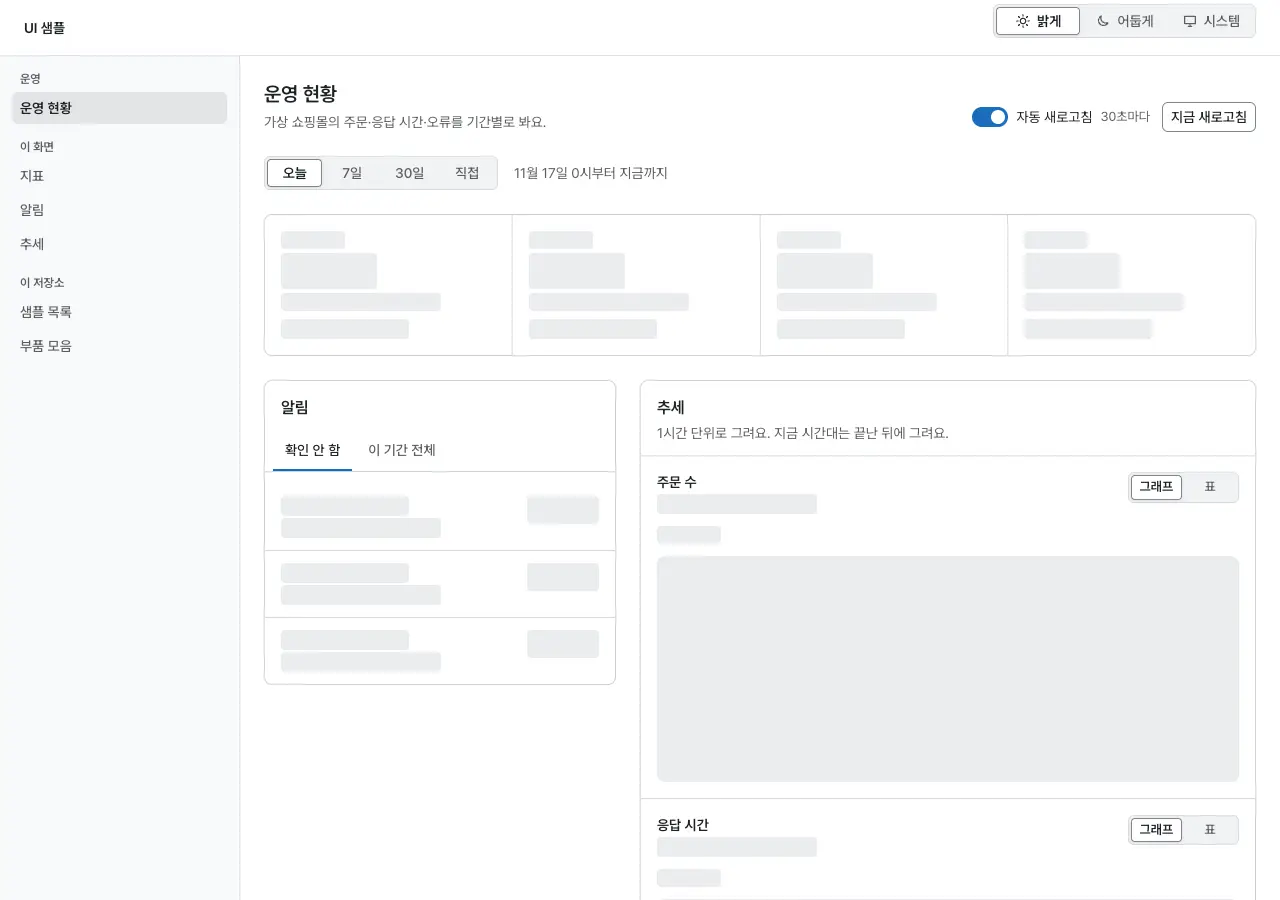 UI 샘플
밝게 어둡게 시스템
운영
운영 현황
이 화면
지표
알림
추세
이 저장소
샘플 목록
부품 모음
운영 현황
가상 쇼핑몰의 주문·응답 시간·오류를 기간별로 봐요.
자동 새로고침 30초마다 지금 새로고침
오늘 7일 30일 직접 11월 17일 0시부터 지금까지
알림
확인 안 함 이 기간 전체
추세
1시간 단위로 그려요. 지금 시간대는 끝난 뒤에 그려요.
주문 수
그래프 표
응답 시간
그래프 표